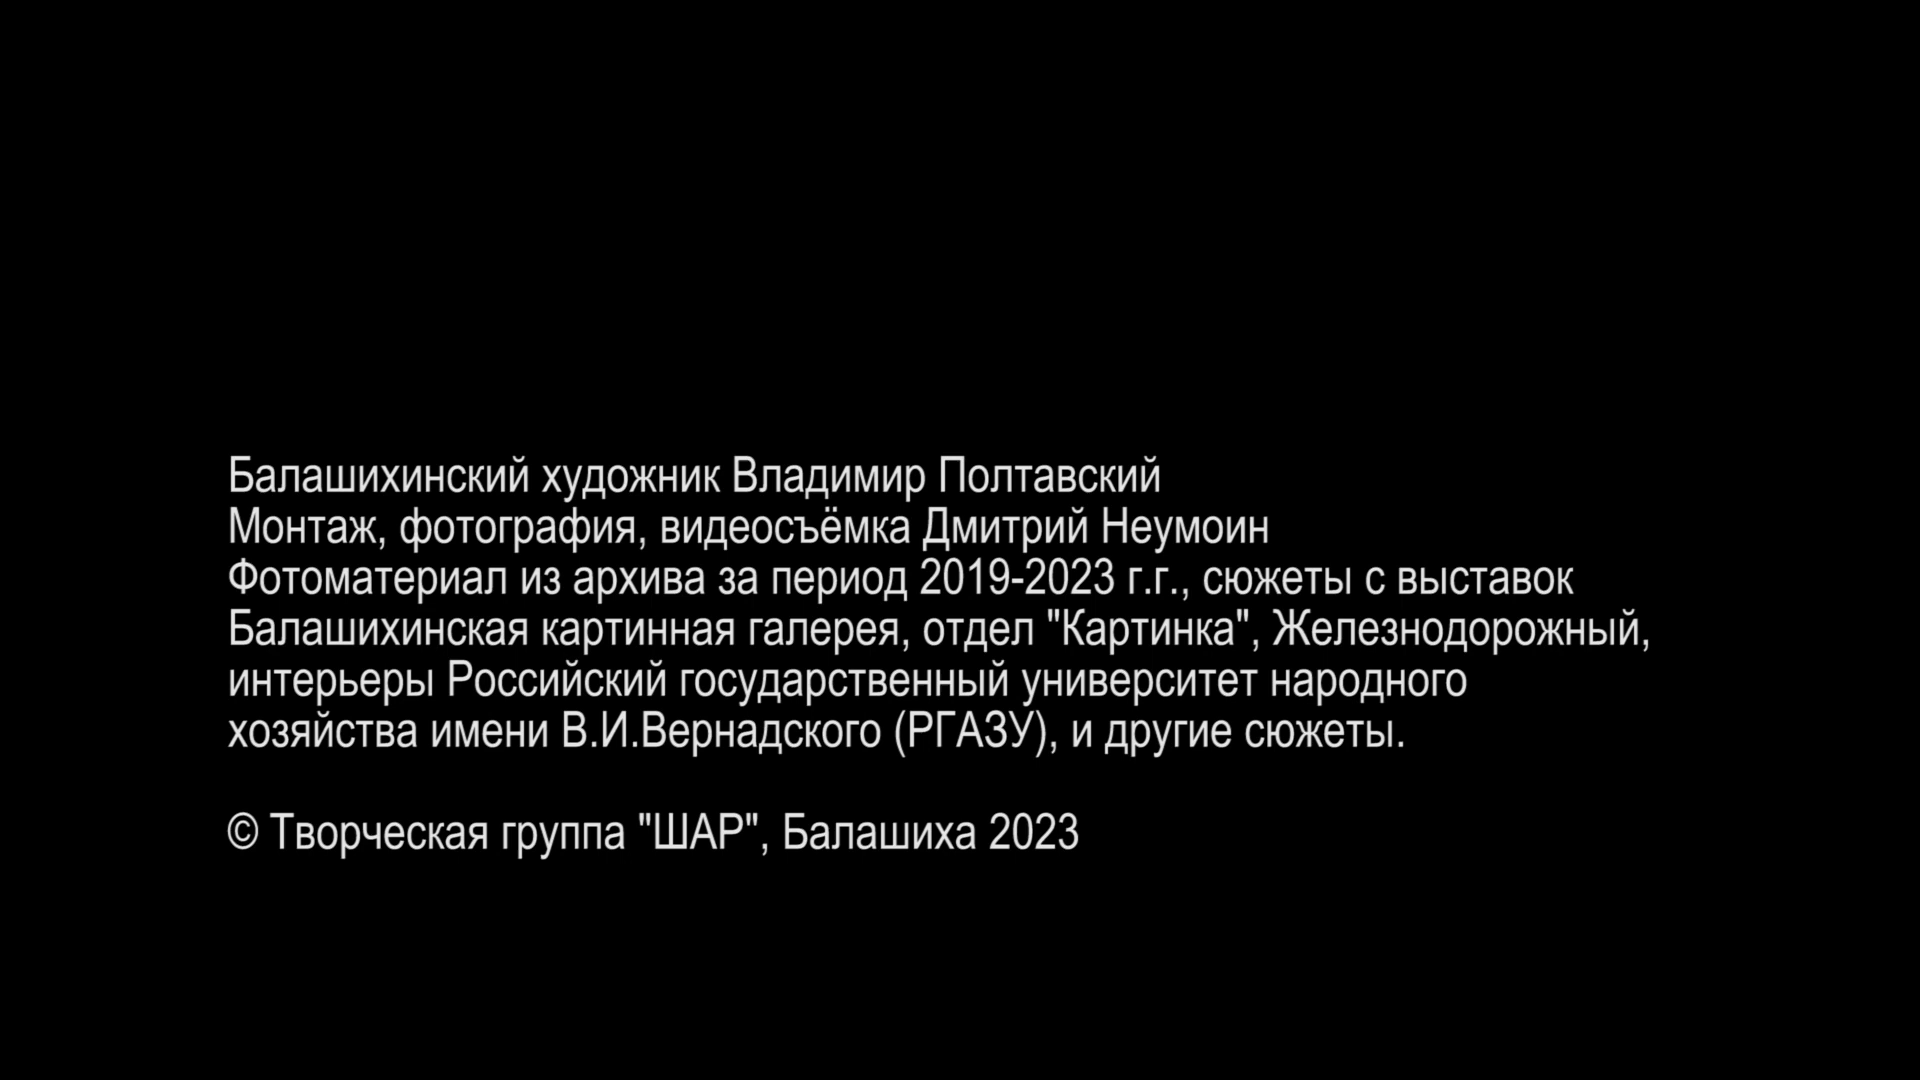 Балашихинский художник Владимир Полтавский
Монтаж, фотография, видеосъёмка Дмитрий Неумоин
Фотоматериал из архива за период 2019-2023 г.г., сюжеты с выставок
Балашихинская картинная галерея, отдел "Картинка", Железнодорожный,
интерьеры Российский государственный университет народного
хозяйства имени В.И.Вернадского (РГАЗУ), и другие сюжеты.
© Творческая группа "ШАР", Балашиха 2023